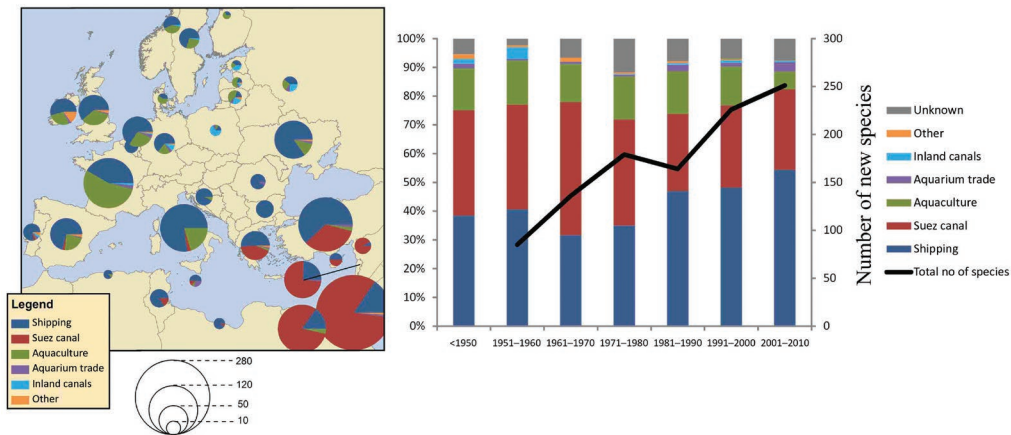 Legend
Shipping
Suez canal
Aquaculture
Aquarium trade
Inland canals
Other
280
120
50
10
100%
90%
80%
70%
60%
50%
40%
30%
20%
10%
0%
<1950
1951–1960
1961–1970
1971–1980
1981–1990
1991–2000
2001–2010
300
250
200
150
100
50
0
Number of new species
Unknown
Other
Inland canals
Aquarium trade
Aquaculture
Suez canal
Shipping
Total no of species